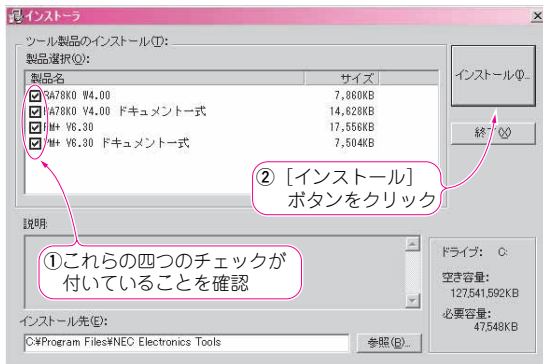 インストーラ
ツール製品のインストール(T):
製品選択(O):
製品名 サイズ
RA78K0 W4.00 7,860KB
RA78K0 V4.00 ドキュメント一式 14,628KB
PM+ V6.30 17,556KB
PM+ V6.30 ドキュメント一式 7,504KB
インストール(I)...
終了(X)
② [インストール]
ボタンをクリック
説明:
①これらの四つのチェックが
付いていることを確認
ドライブ: C:
空き容量:
127,541,592KB
必要容量:
47,548KB
インストール先(E):
C:¥Program Files¥NEC Electronics Tools
参照(R)...